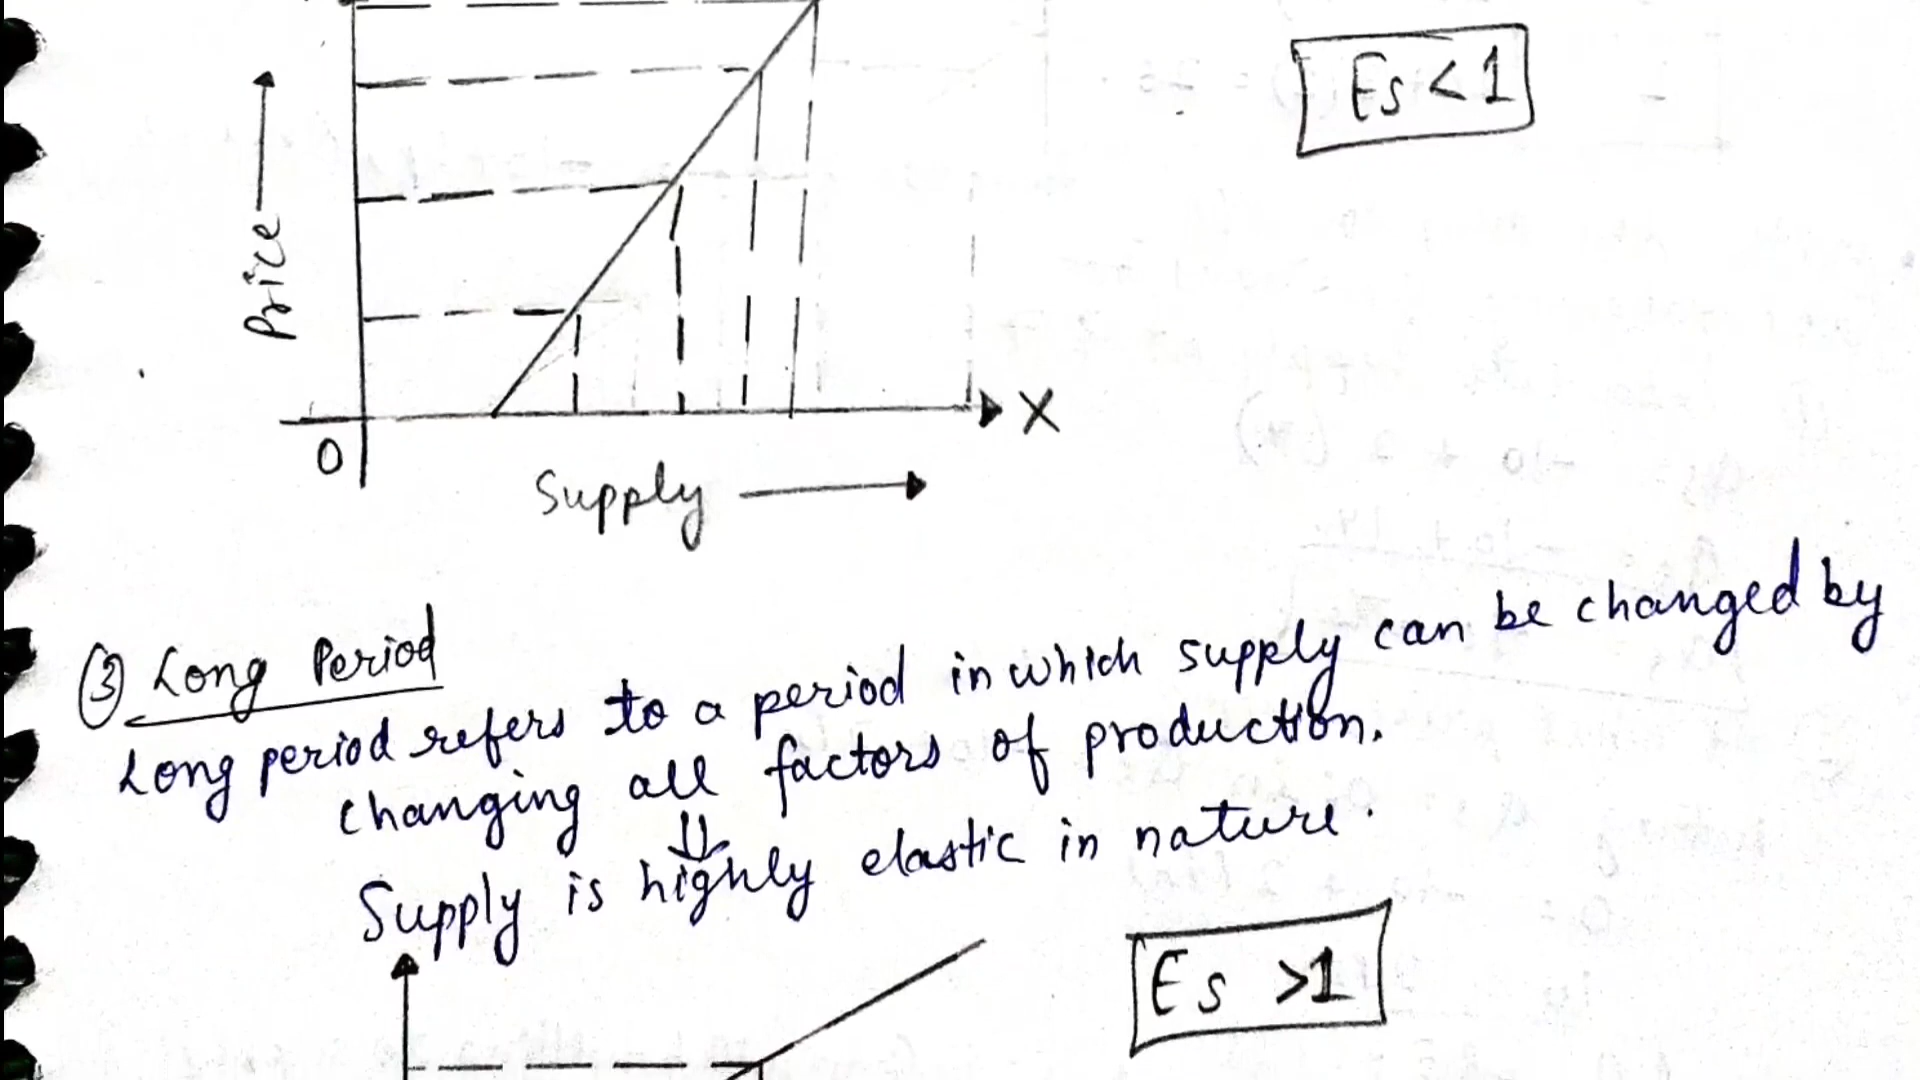 Es < 1
Price
X
0
Supply
③ Long Period
Long period refers to a period in which supply can be changed by
changing all factors of production.
⇓
Supply is highly elastic in nature.
Es >1